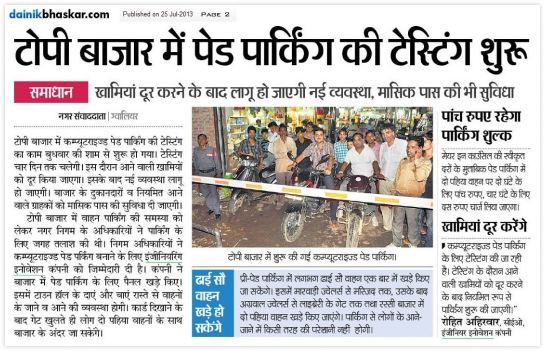 dainikbhaskar.com
Published on 25 Jul-2013 PAGE 2
टोपी बाजार में पेड पार्किंग की टेस्टिंग शुरू
समाधान
खामियां दूर करने के बाद लागू हो जाएगी नई व्यवस्था, मासिक पास की भी सुविधा
नगर संवाददाता | ग्वालियर
टोपी बाजार में कम्प्यूटराइज्ड पेड पार्किंग की टेस्टिंग
का काम बुधवार की शाम से शुरू हो गया। टेस्टिंग
चार दिन तक चलेगी। इस दौरान आने वाली खामियों
को दूर किया जाएगा। इसके बाद नई व्यवस्था लागू
हो जाएगी। बाजार के दुकानदारों व नियमित आने
वाले ग्राहकों को मासिक पास की सुविधा दी जाएगी।
टोपी बाजार में वाहन पार्किंग की समस्या को
लेकर नगर निगम के अधिकारियों ने पार्किंग के
लिए जगह तलाश की थी। निगम अधिकारियों ने
कम्प्यूटराइज्ड पेड पर्किंग बनाने के लिए इंजीनियरिंग
इनोवेशन कंपनी को जिम्मेदारी दी है। कंपनी ने
बाजार में पेड पार्किंग के लिए पैनल खड़े किए।
इसमें टाउन हॉल के दाएं और बाएं रास्ते से वाहनों
के जाने व आने की व्यवस्था होगी। कार्ड दिखाने के
बाद गेट खुलते ही लोग दो पहिया वाहनों के साथ
बाजार के अंदर जा सकेंगे।
टोपी बाजार में शुरू की गई कम्प्यूटराइज्ड पेड पार्किंग।
ढाई सौ
वाहन
खड़े हो
सकेंगे
प्री-पेड पार्किंग में लगभग ढाई सौ वाहन एक बार में खड़े किए
जा सकेंगे। इसमें मारवाड़ी ज्वेलर्स से मस्जिद तक, उसके बाद
अग्रवाल ज्वेलर्स से लाइब्रेरी के गेट तक तथा रस्सी बाजार में
दो पहिया वाहन खड़े किए जाएंगे। पार्किंग से लोगों के आने-
जाने में किसी तरह की परेशानी नहीं होगी।
पांच रुपए रहेगा
पार्किंग शुल्क
मेयर इन काउंसिल की स्वीकृत
दरों के मुताबिक पेड पार्किंग में
दो पहिया वाहन पर दो घंटे के
लिए पांच रुपए, चार घंटे के लिए
दस रुपए चार्ज लिया जाएगा।
खामियां दूर करेंगे
"कम्प्यूटराइज्ड पेड पार्किंग के
लिए टेस्टिंग की जा रही
है। टेस्टिंग के दौरान आने
वाली खामियों को दूर करने
के बाद नियमित रूप से
पार्किंग शुरू की जाएगी।"
रोहित अहिरवार, सीईओ,
इंजीनियर इनोवेशन कंपनी